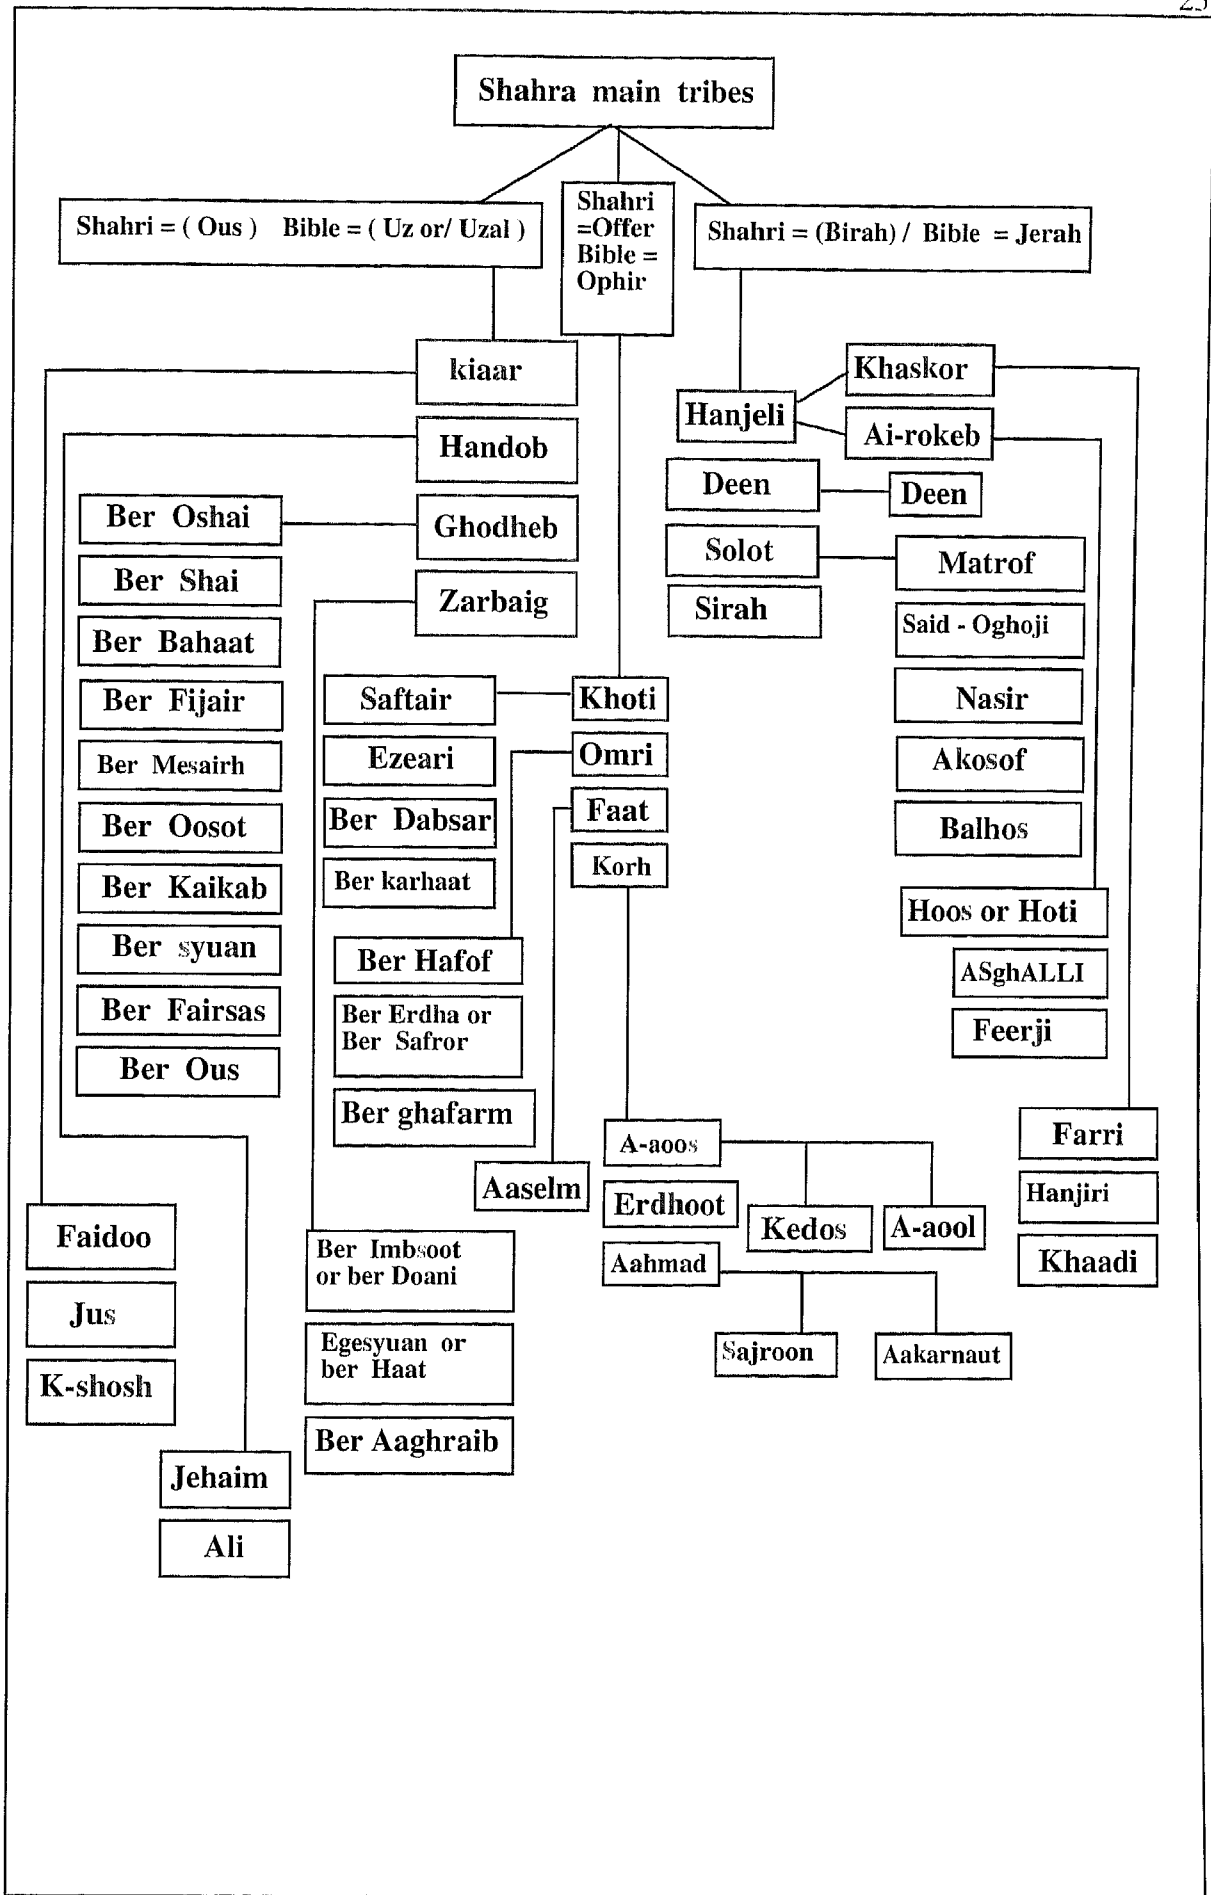 Shahra main tribes
Shahri = ( Ous ) Bible = ( Uz or/ Uzal )
Shahri
=Offer
Bible =
Ophir
Shahri = (Birah) / Bible = Jerah
kiaar
Handob
Ghodheb
Zarbaig
Ber Oshai
Ber Shai
Ber Bahaat
Ber Fijair
Ber Mesairh
Ber Oosot
Ber Kaikab
Ber syuan
Ber Fairsas
Ber Ous
Faidoo
Jus
K-shosh
Jehaim
Ali
Ber Imbsoot
or ber Doani
Egesyuan or
ber Haat
Ber Aaghraib
Khoti
Omri
Faat
Korh
Saftair
Ezeari
Ber Dabsar
Ber karhaat
Ber Hafof
Ber Erdha or
Ber Safror
Ber ghafarm
Aaselm
A-aoos
Erdhoot
Aahmad
Kedos
A-aool
Sajroon
Aakarnaut
Hanjeli
Deen
Solot
Sirah
Khaskor
Ai-rokeb
Deen
Matrof
Said - Oghoji
Nasir
Akosof
Balhos
Hoos or Hoti
ASghALLI
Feerji
Farri
Hanjiri
Khaadi